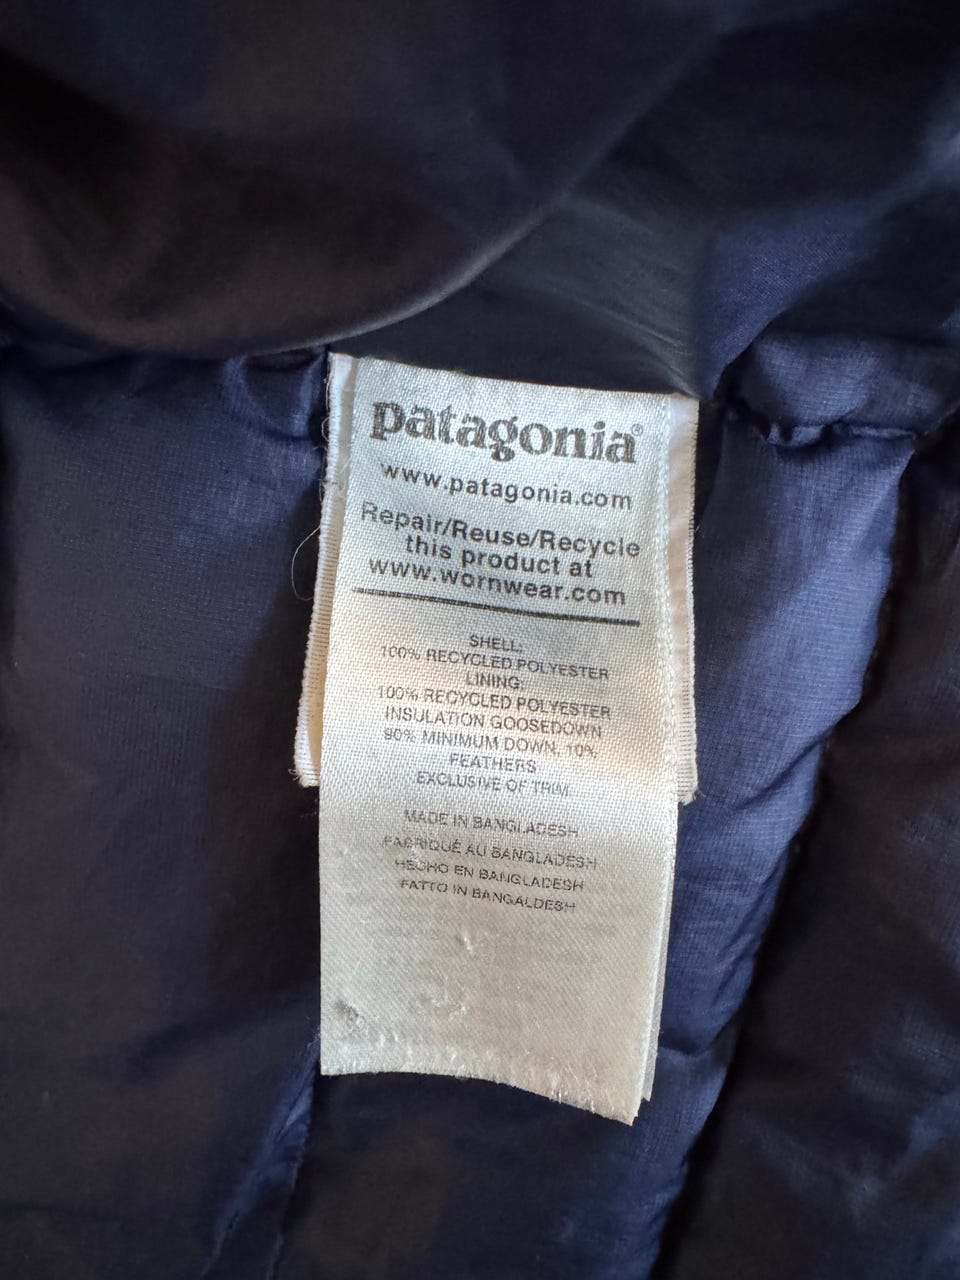 patagonia®
www.patagonia.com
Repair/Reuse/Recycle
this product at
www.wornwear.com
SHELL:
100% RECYCLED POLYESTER
LINING:
100% RECYCLED POLYESTER
INSULATION GOOSEDOWN
90% MINIMUM DOWN, 10%
FEATHERS
EXCLUSIVE OF TRIM
MADE IN BANGLADESH
FABRIQUÉ AU BANGLADESH
HECHO EN BANGLADESH
FATTO IN BANGALDESH